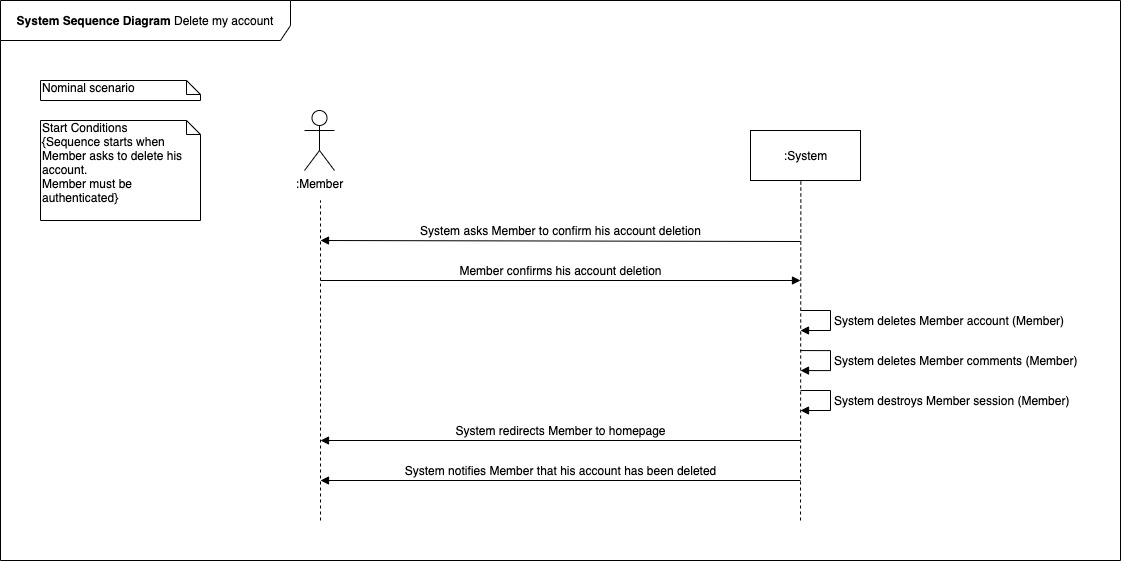 System Sequence Diagram Delete my account
Nominal scenario
Start Conditions
{Sequence starts when
Member asks to delete his
account.
Member must be
authenticated}
:Member
:System
System asks Member to confirm his account deletion
Member confirms his account deletion
System deletes Member account (Member)
System deletes Member comments (Member)
System destroys Member session (Member)
System redirects Member to homepage
System notifies Member that his account has been deleted